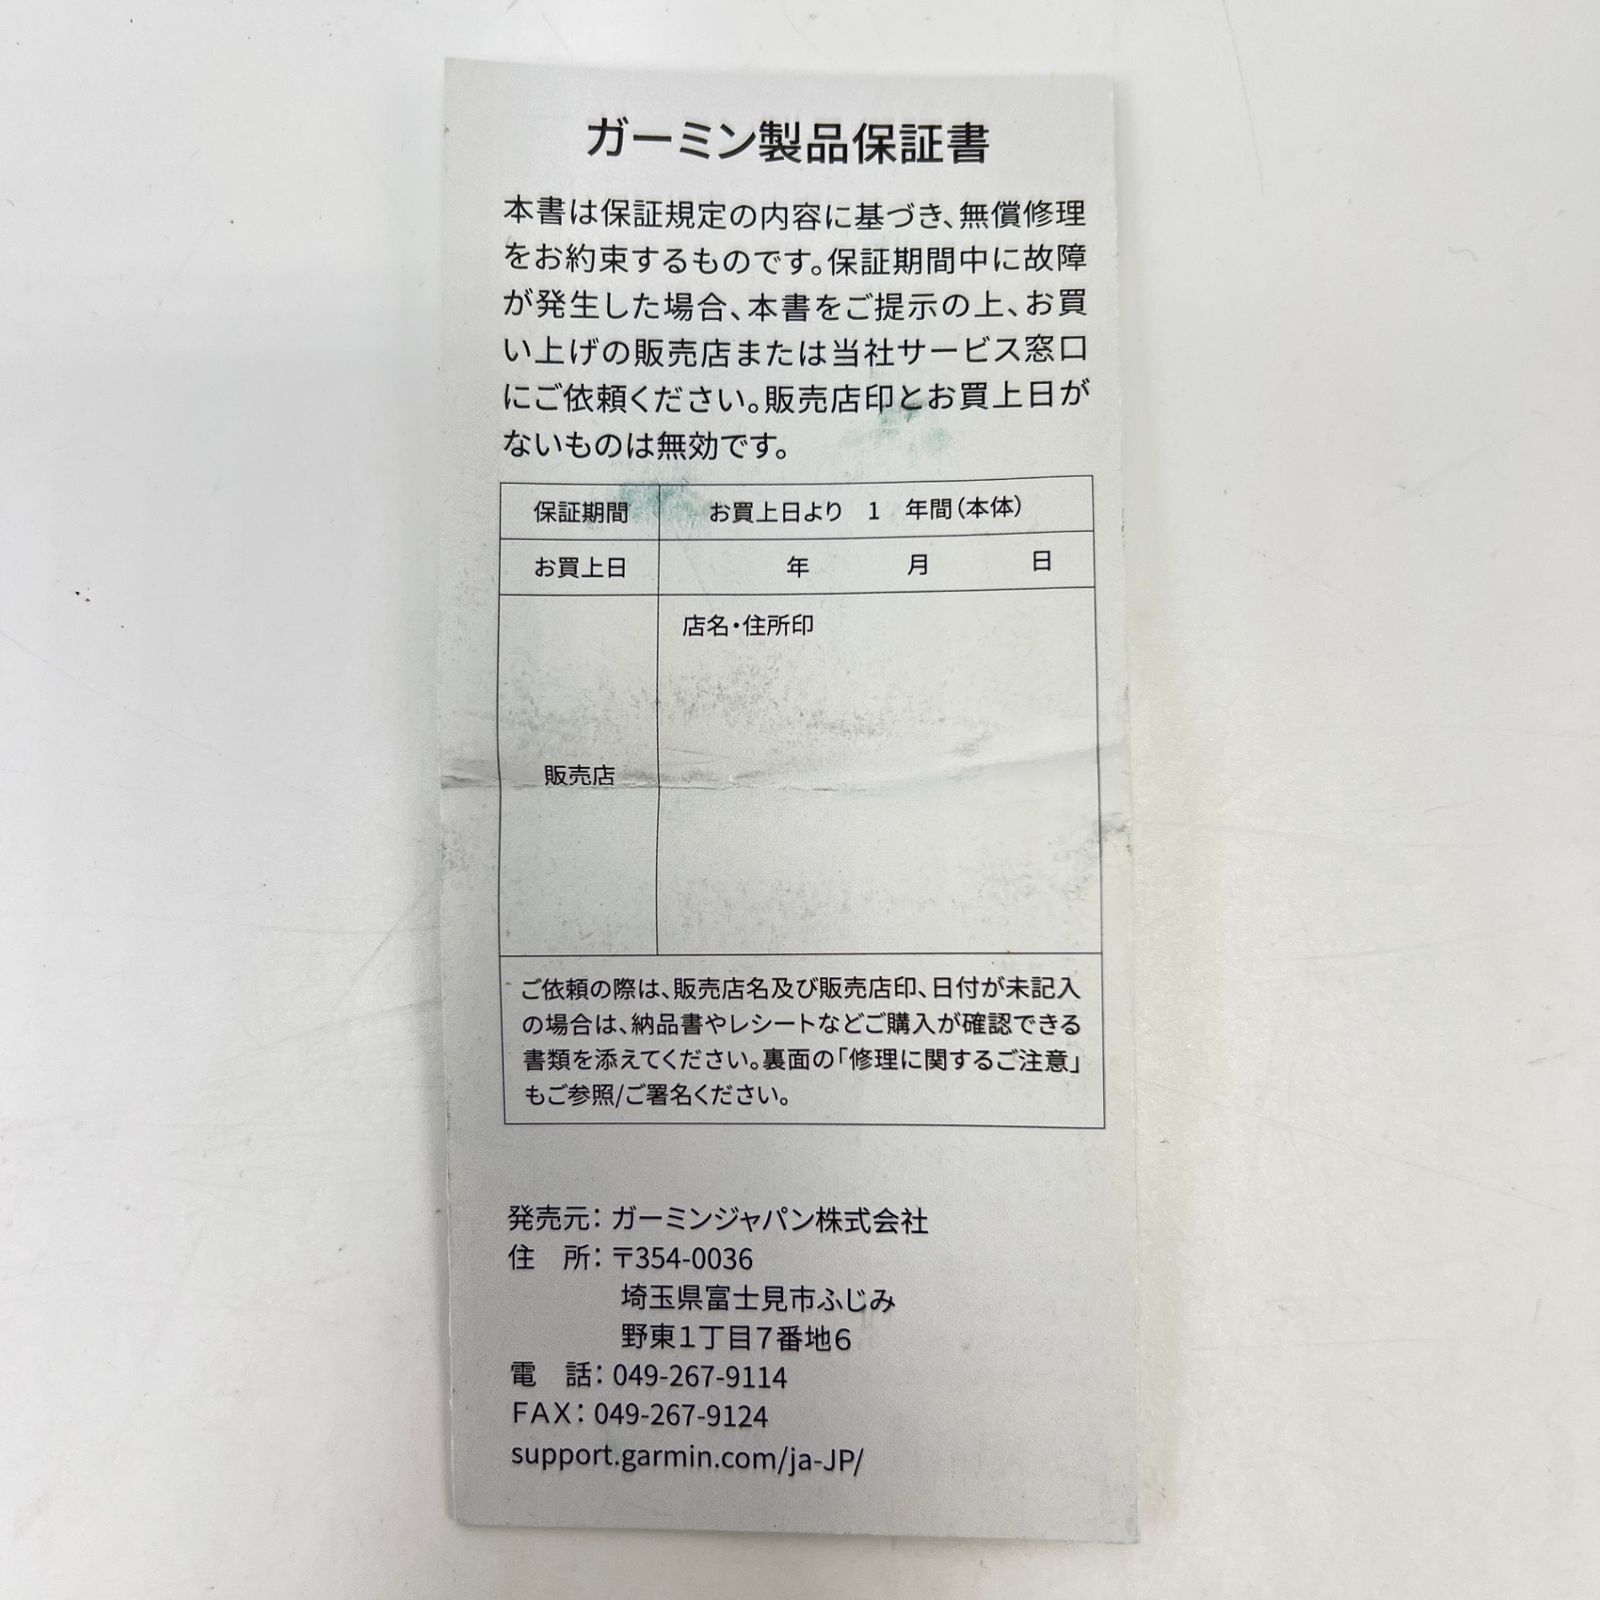 ガーミン製品保証書
本書は保証規定の内容に基づき、無償修理
をお約束するものです。保証期間中に故障
が発生した場合、本書をご提示の上、お買
い上げの販売店または当社サービス窓口
にご依頼ください。販売店印とお買上日が
ないものは無効です。
保証期間 お買上日より 1 年間(本体)
お買上日 年 月 日
店名・住所印
販売店
ご依頼の際は、販売店名及び販売店印、日付が未記入
の場合は、納品書やレシートなどご購入が確認できる
書類を添えてください。裏面の「修理に関するご注意」
もご参照/ご署名ください。
発売元： ガーミンジャパン株式会社
住　所： 〒354-0036
埼玉県富士見市ふじみ
野東１丁目７番地６
電　話： 049-267-9114
ＦＡＸ： 049-267-9124
support.garmin.com/ja-JP/